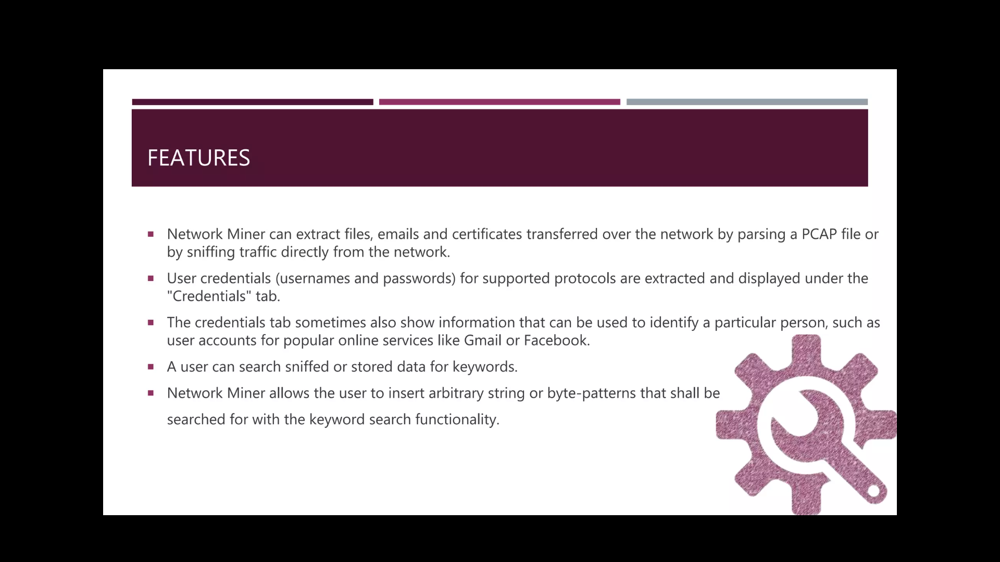 FEATURES
Network Miner can extract files, emails and certificates transferred over the network by parsing a PCAP file or
by sniffing traffic directly from the network.
User credentials (usernames and passwords) for supported protocols are extracted and displayed under the
"Credentials" tab.
The credentials tab sometimes also show information that can be used to identify a particular person, such as
user accounts for popular online services like Gmail or Facebook.
A user can search sniffed or stored data for keywords.
Network Miner allows the user to insert arbitrary string or byte-patterns that shall be
searched for with the keyword search functionality.